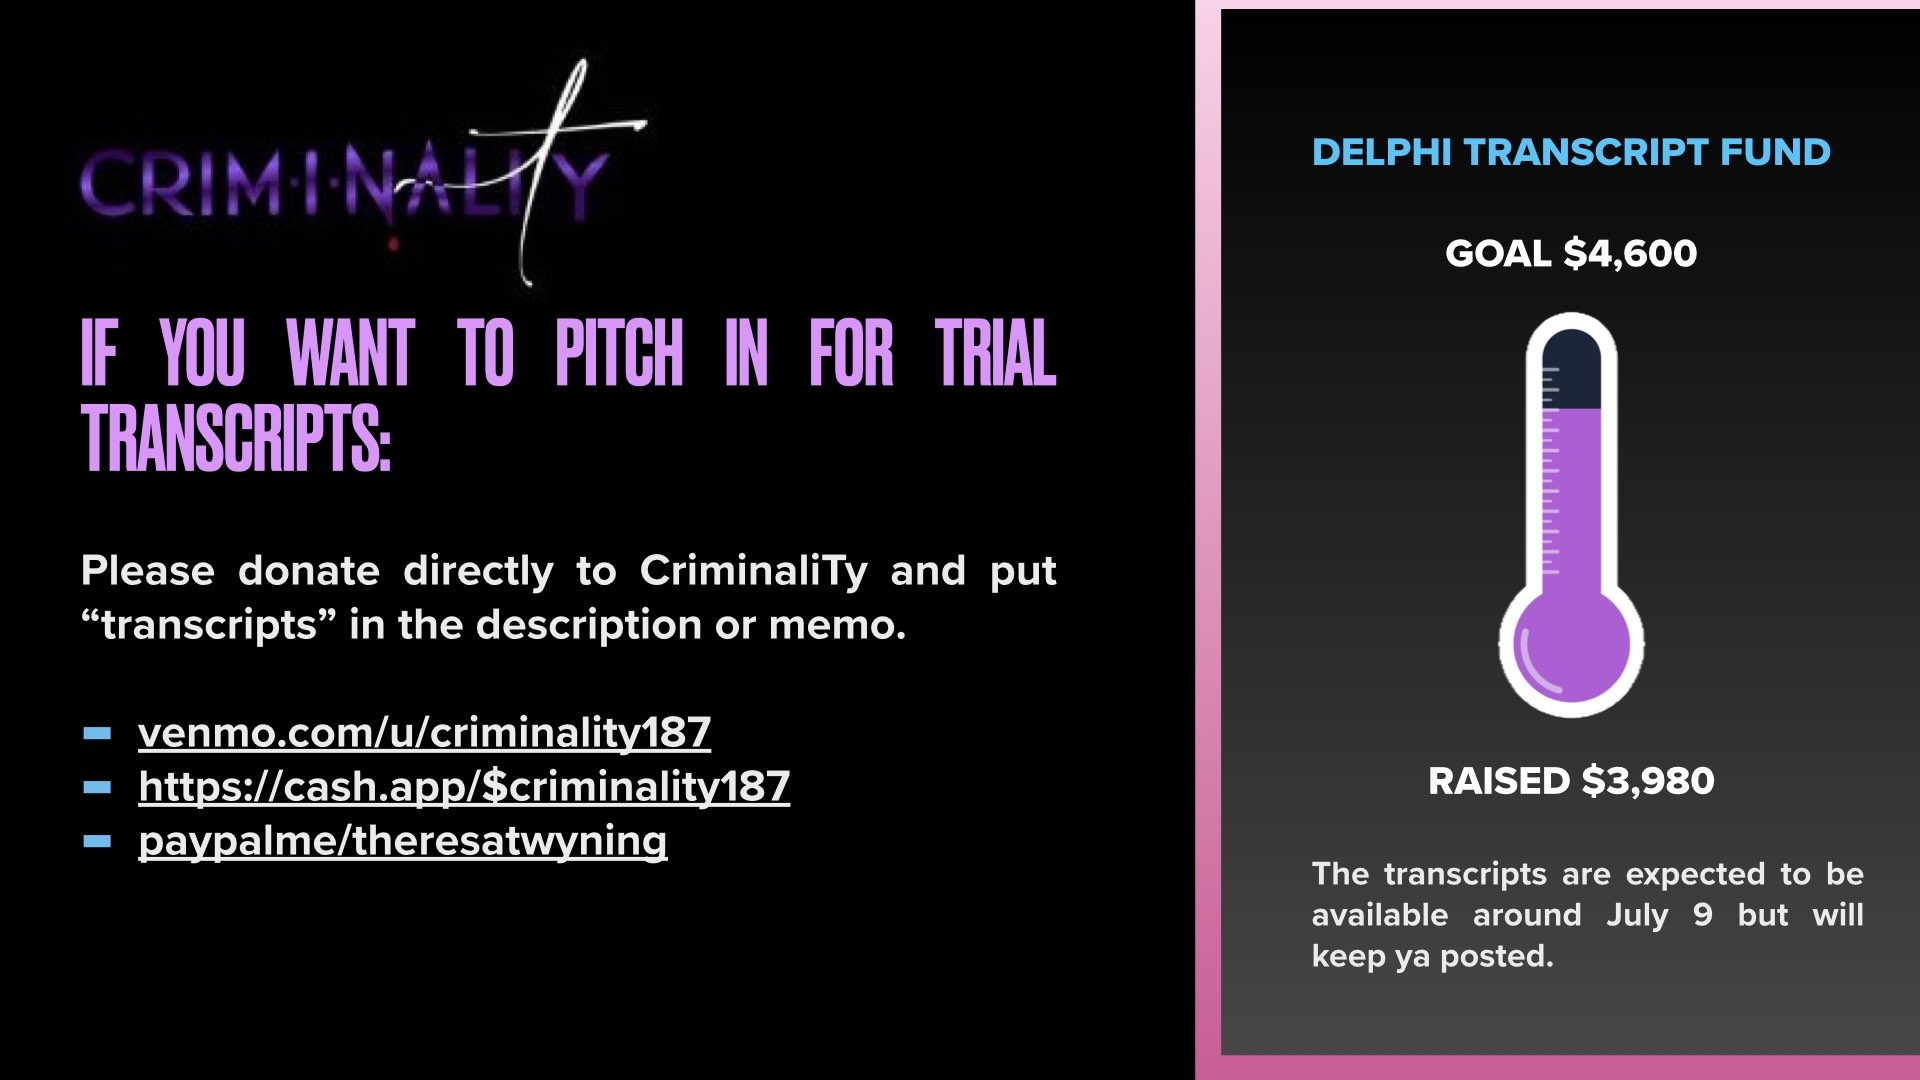 CRIM·I·NALITY
IF YOU WANT TO PITCH IN FOR TRIAL
TRANSCRIPTS:
Please donate directly to CriminaliTy and put
“transcripts” in the description or memo.
venmo.com/u/criminality187
https://cash.app/$criminality187
paypalme/theresatwyning
DELPHI TRANSCRIPT FUND
GOAL $4,600
RAISED $3,980
The transcripts are expected to be
available around July 9 but will
keep ya posted.